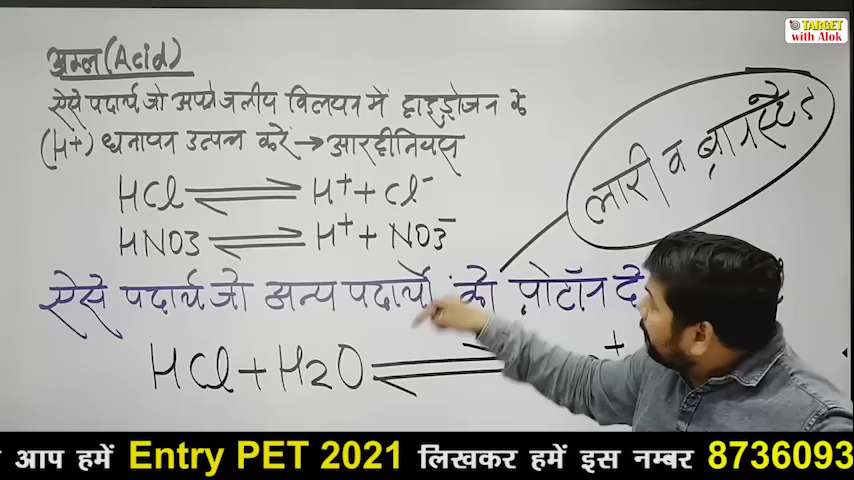 TARGET
with Alok
अम्ल (Acid)
ऐसे पदार्थ जो अपने जलीय विलयन में हाइड्रोजन के
(H+) धनायन उत्पन्न करें → आरहीनियस
HCl ⇌ H⁺ + Cl⁻
HNO3 ⇌ H⁺ + NO3⁻
लारी व ब्रानस्टेड
ऐसे पदार्थ जो अन्य पदार्थों को प्रोटॉन दे
HCl + H2O ⇌ +
आप हमें Entry PET 2021 लिखकर हमें इस नम्बर 8736093